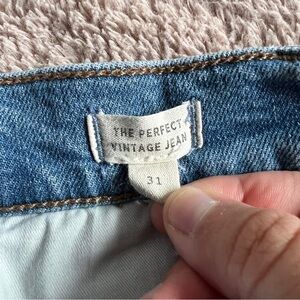 THE PERFECT
VINTAGE JEAN
31